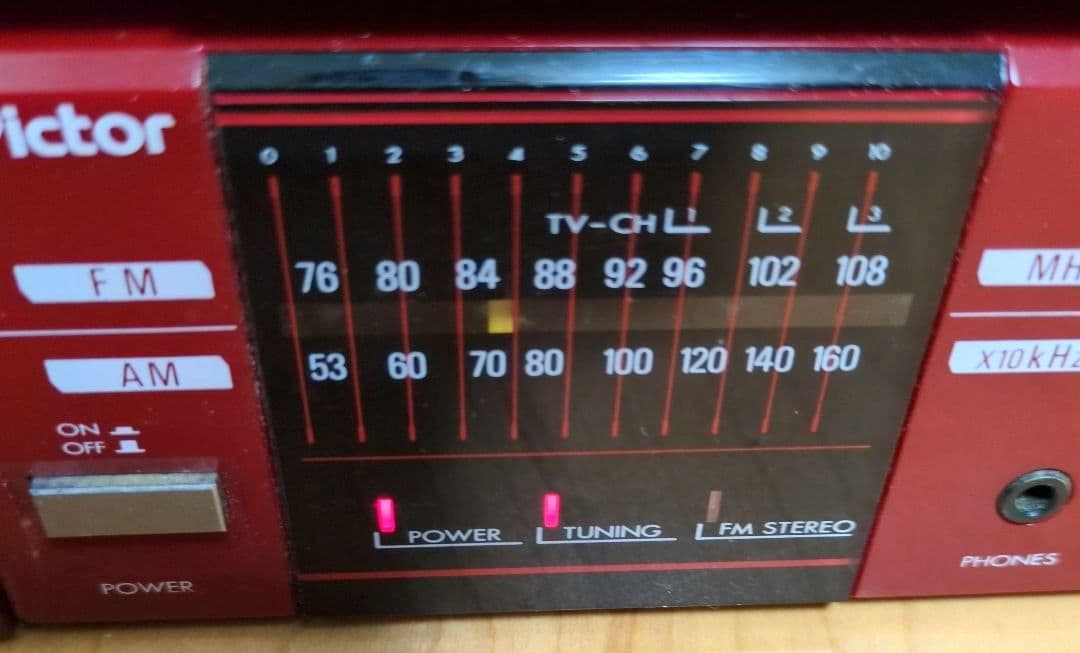 Victor
0 1 2 3 4 5 6 7 8 9 10
TV-CH 1 2 3
FM 76 80 84 88 92 96 102 108 MH
AM 53 60 70 80 100 120 140 160 X10kHz
ON
OFF
POWER TUNING FM STEREO
POWER PHONES